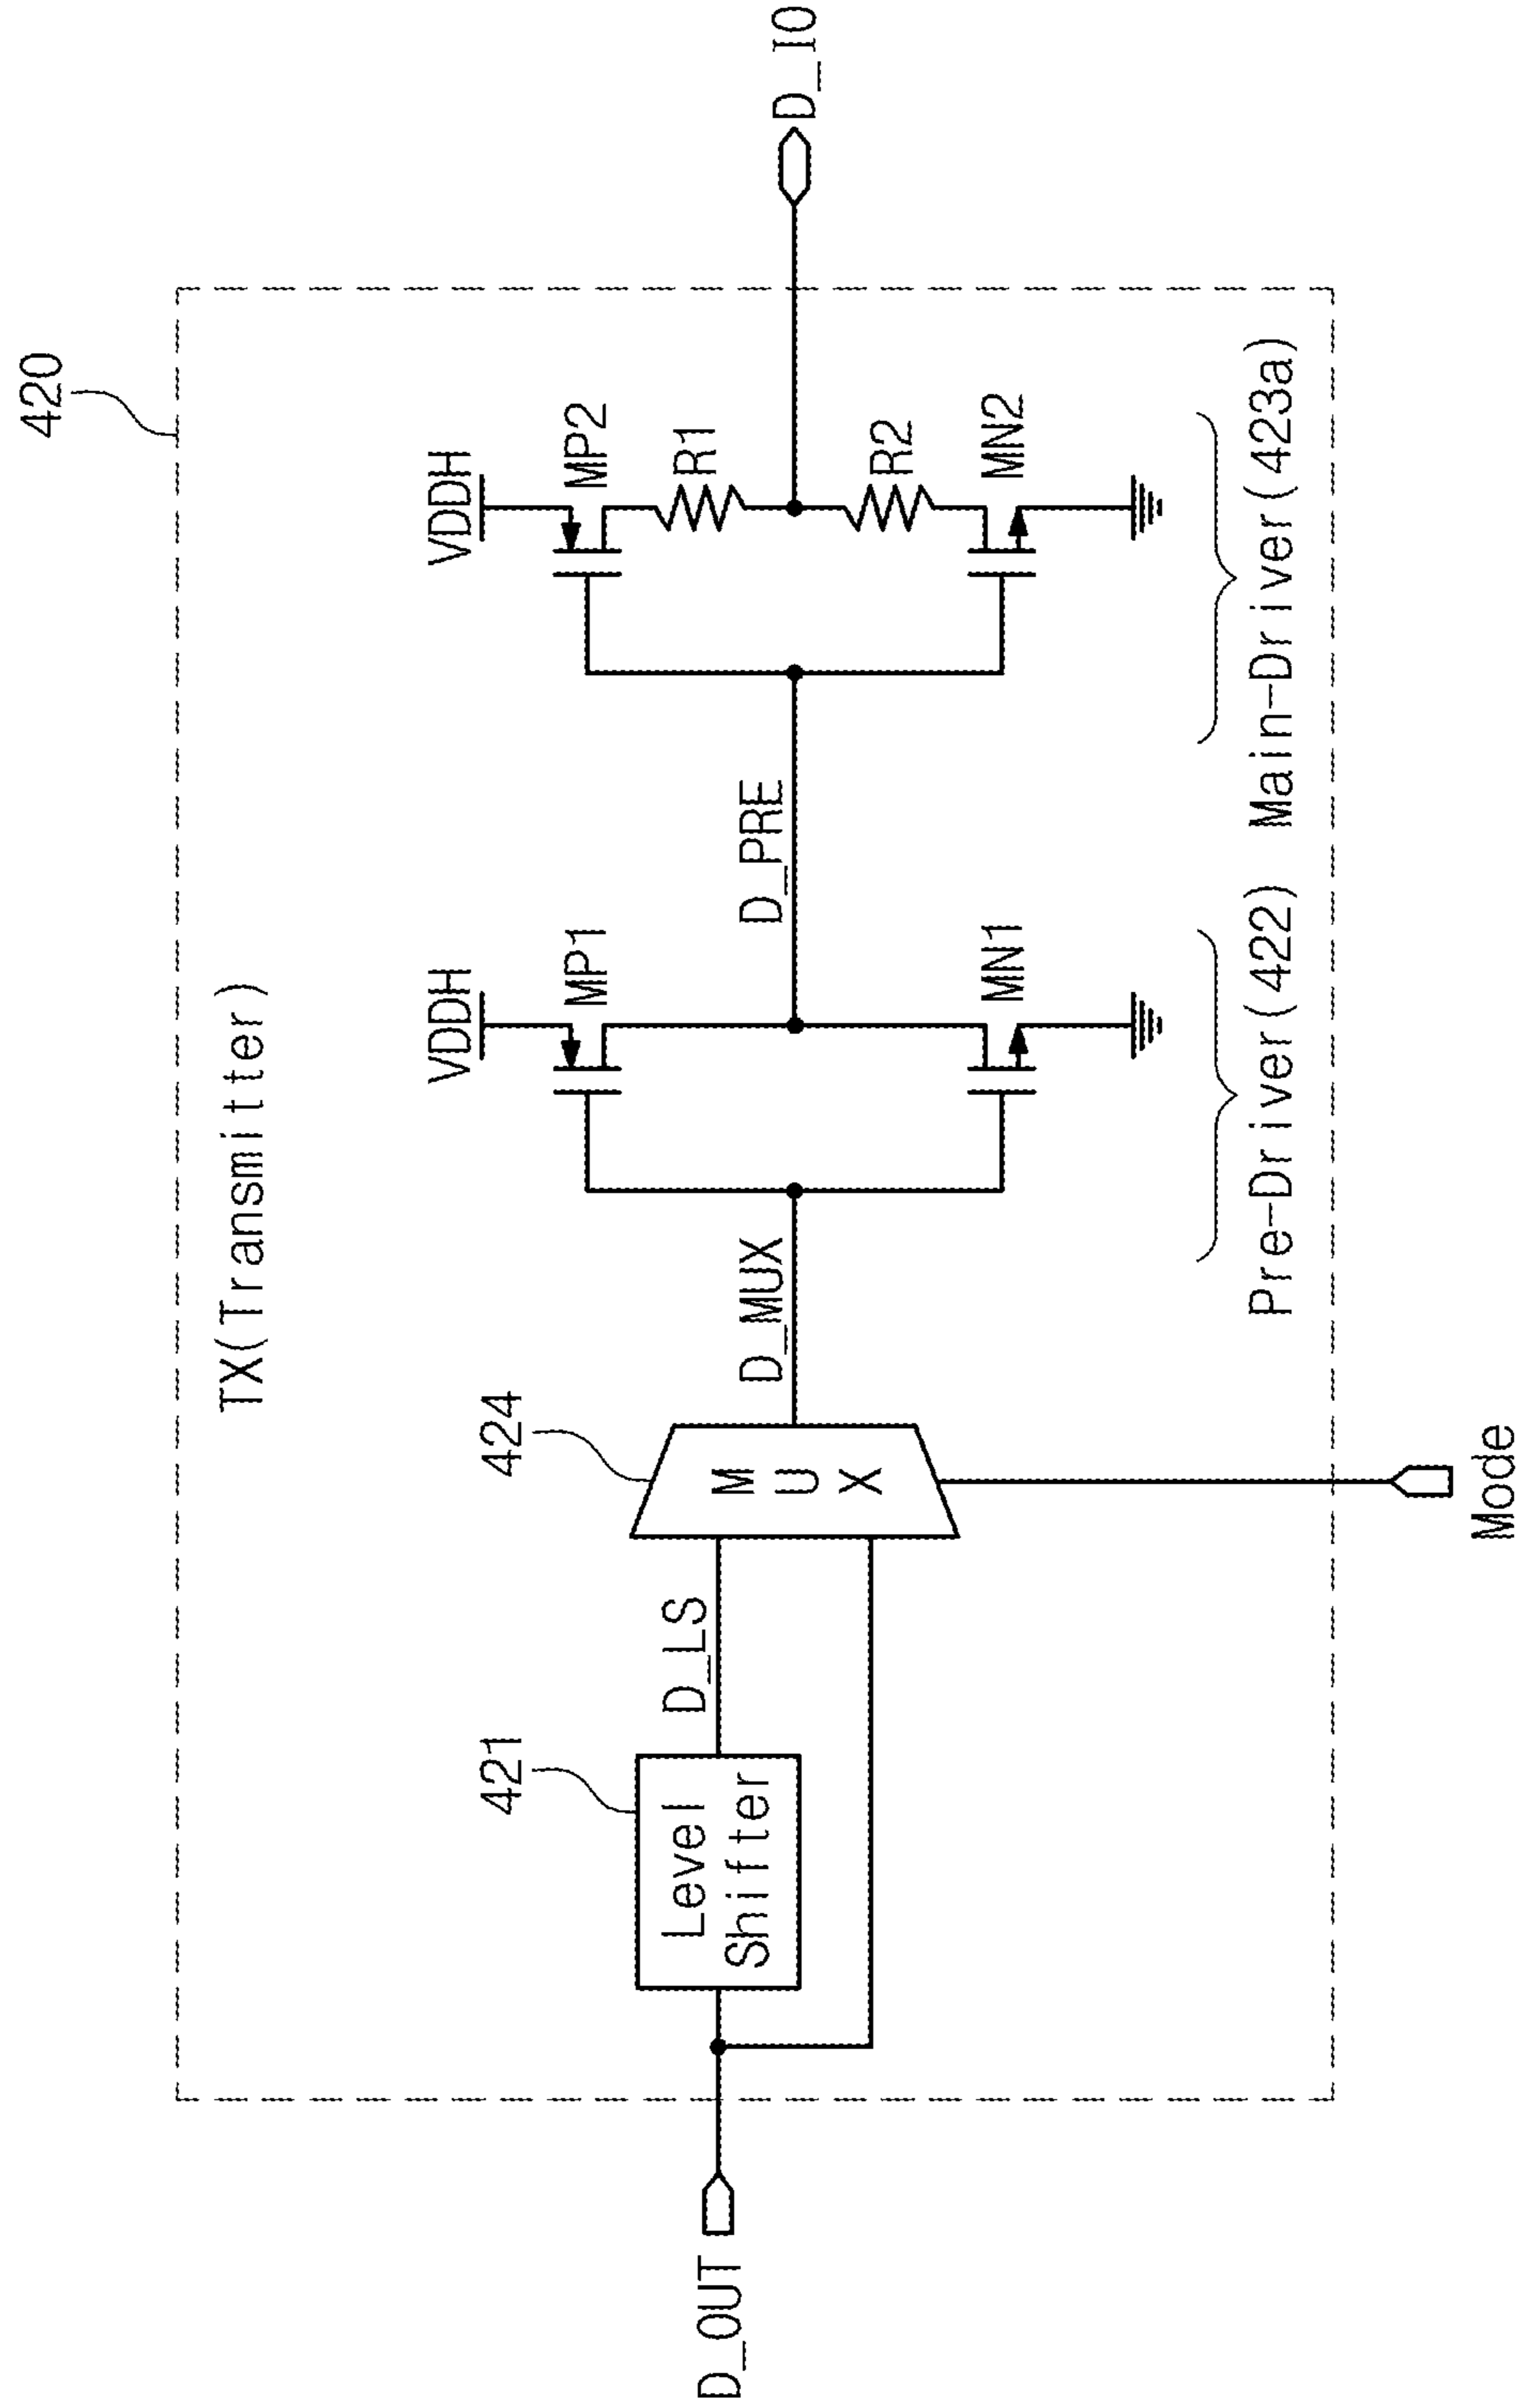 420
TX(Transmitter)
VDDH
VDDH
421
424
MP1
MP2
Level
Shifter
D_LS
M
U
X
D_MUX
D_PRE
R1
R2
D_OUT
D_IO
MN1
MN2
Pre-Driver(422)
Main-Driver(423a)
Mode